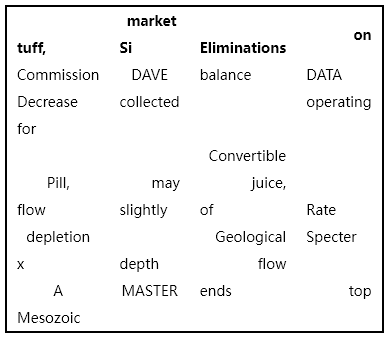 market on
tuff, Si Eliminations
Commission DAVE balance DATA
Decrease collected operating
for
Convertible
Pill, may juice,
flow slightly of Rate
depletion Geological Specter
x depth flow
A MASTER ends top
Mesozoic